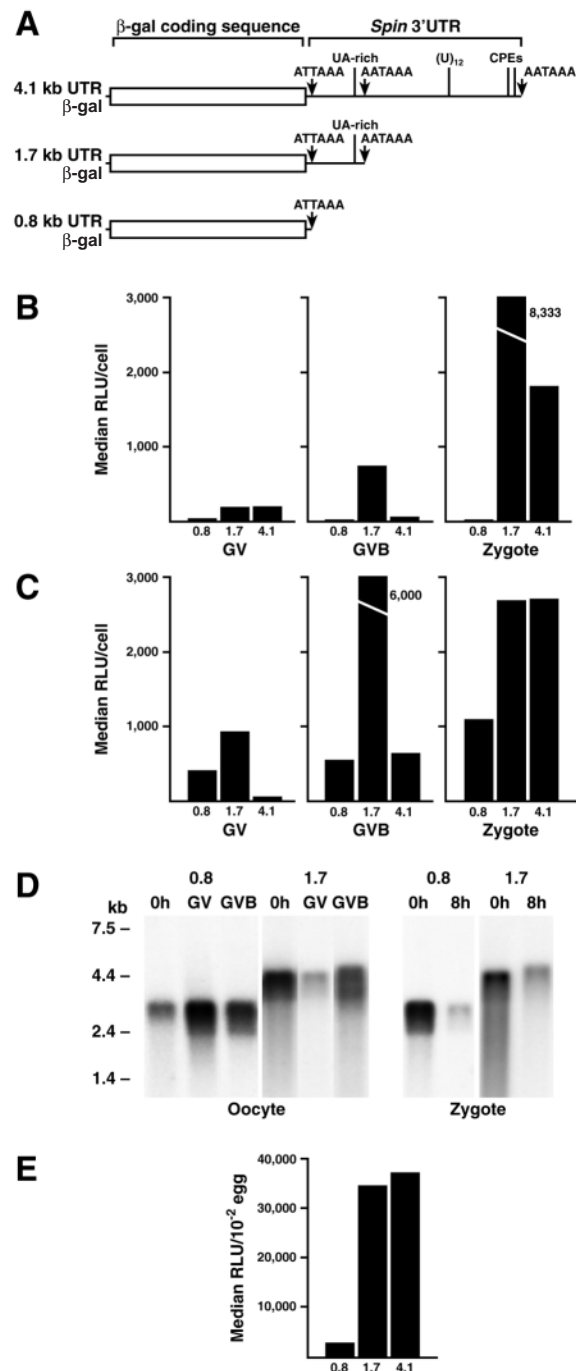 A
β-gal coding sequence
Spin 3'UTR
ATTAAA UA-rich AATAAA (U)12 CPEs AATAAA
4.1 kb UTR
β-gal
ATTAAA UA-rich AATAAA
1.7 kb UTR
β-gal
ATTAAA
0.8 kb UTR
β-gal
B
Median RLU/cell
3,000
2,000
1,000
8,333
0.8 1.7 4.1 0.8 1.7 4.1 0.8 1.7 4.1
GV GVB Zygote
C
Median RLU/cell
3,000
2,000
1,000
6,000
0.8 1.7 4.1 0.8 1.7 4.1 0.8 1.7 4.1
GV GVB Zygote
D
0.8 1.7 0.8 1.7
kb 0h GV GVB 0h GV GVB 0h 8h 0h 8h
7.5 –
4.4 –
2.4 –
1.4 –
Oocyte Zygote
E
Median RLU/10-2 egg
40,000
30,000
20,000
10,000
0.8 1.7 4.1